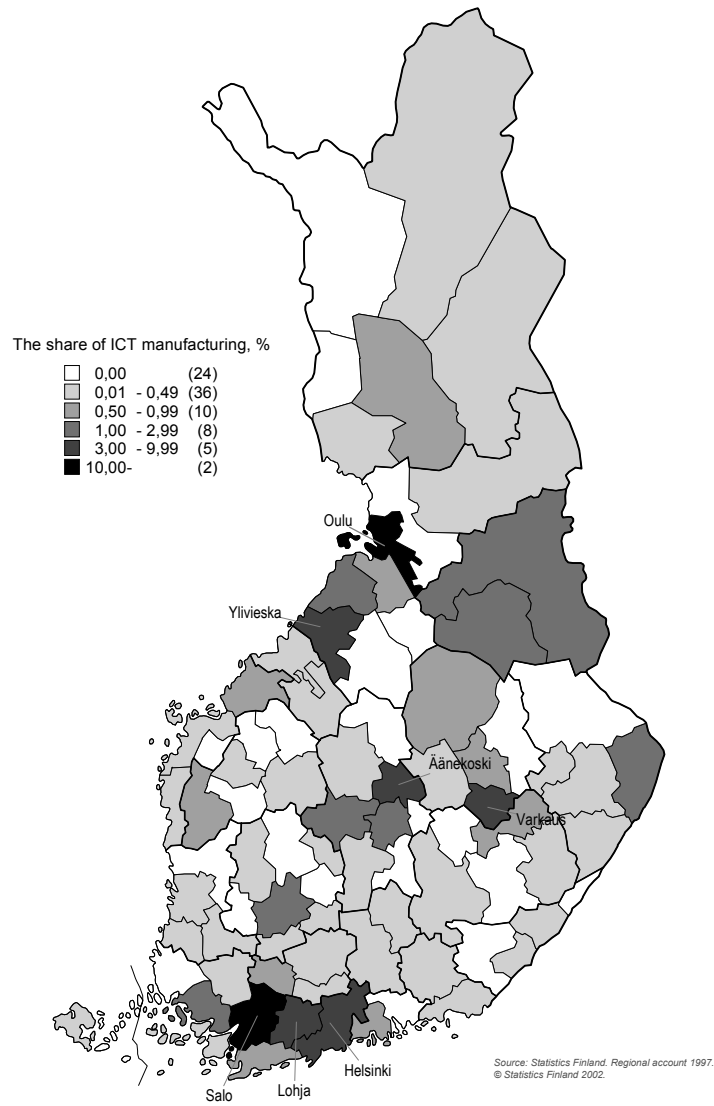 The share of ICT manufacturing, %
0,00 (24)
0,01 - 0,49 (36)
0,50 - 0,99 (10)
1,00 - 2,99 (8)
3,00 - 9,99 (5)
10,00- (2)
Oulu
Ylivieska
Äänekoski
Varkaus
Helsinki
Lohja
Salo
Source: Statistics Finland. Regional account 1997.
© Statistics Finland 2002.